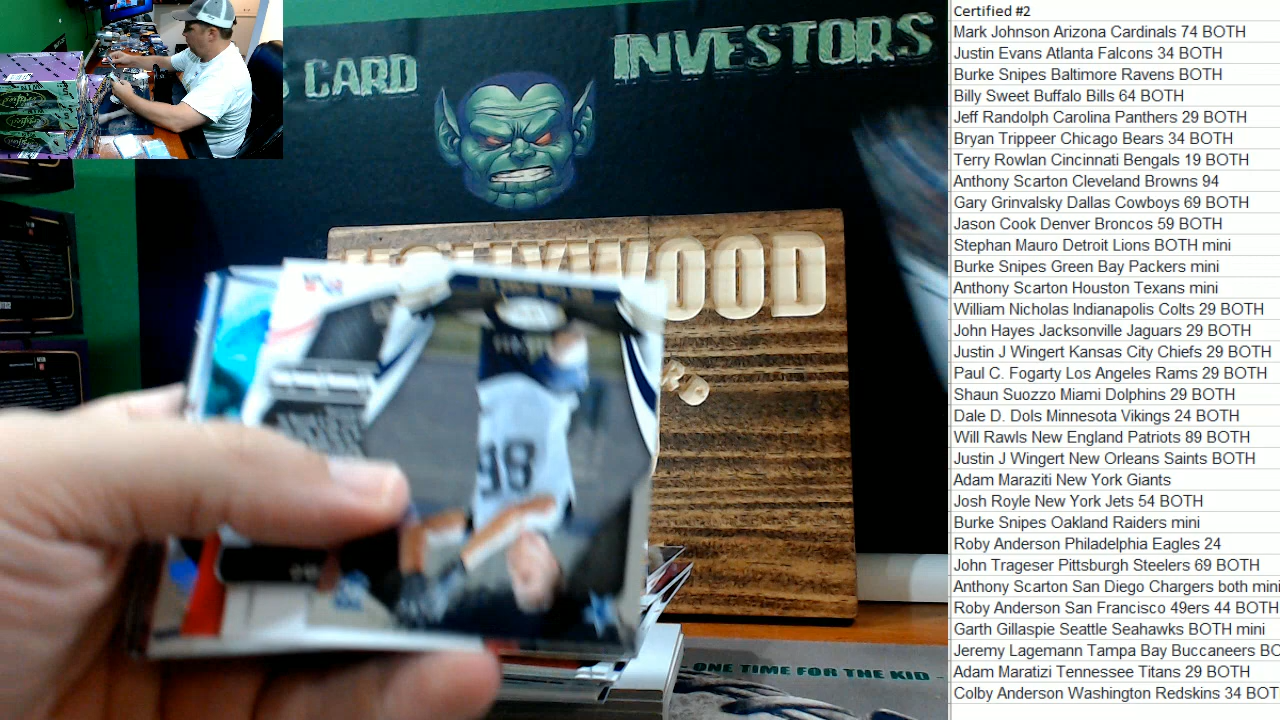 CARD
INVESTORS
HOLLYWOOD
98
- ONE TIME FOR THE KID -
Certified #2
Mark Johnson Arizona Cardinals 74 BOTH
Justin Evans Atlanta Falcons 34 BOTH
Burke Snipes Baltimore Ravens BOTH
Billy Sweet Buffalo Bills 64 BOTH
Jeff Randolph Carolina Panthers 29 BOTH
Bryan Trippeer Chicago Bears 34 BOTH
Terry Rowlan Cincinnati Bengals 19 BOTH
Anthony Scarton Cleveland Browns 94
Gary Grinvalsky Dallas Cowboys 69 BOTH
Jason Cook Denver Broncos 59 BOTH
Stephan Mauro Detroit Lions BOTH mini
Burke Snipes Green Bay Packers mini
Anthony Scarton Houston Texans mini
William Nicholas Indianapolis Colts 29 BOTH
John Hayes Jacksonville Jaguars 29 BOTH
Justin J Wingert Kansas City Chiefs 29 BOTH
Paul C. Fogarty Los Angeles Rams 29 BOTH
Shaun Suozzo Miami Dolphins 29 BOTH
Dale D. Dols Minnesota Vikings 24 BOTH
Will Rawls New England Patriots 89 BOTH
Justin J Wingert New Orleans Saints BOTH
Adam Maraziti New York Giants
Josh Royle New York Jets 54 BOTH
Burke Snipes Oakland Raiders mini
Roby Anderson Philadelphia Eagles 24
John Trageser Pittsburgh Steelers 69 BOTH
Anthony Scarton San Diego Chargers both mini
Roby Anderson San Francisco 49ers 44 BOTH
Garth Gillaspie Seattle Seahawks BOTH mini
Jeremy Lagemann Tampa Bay Buccaneers BO
Adam Maratizi Tennessee Titans 29 BOTH
Colby Anderson Washington Redskins 34 BOT